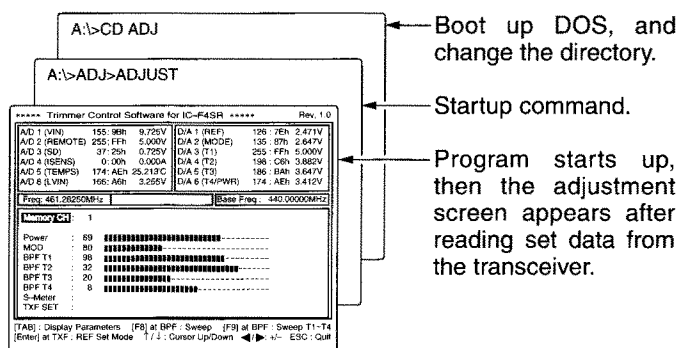 A:\>CD ADJ
Boot up DOS, and
change the directory.
A:\>ADJ>ADJUST
Startup command.
***** Trimmer Control Software for IC-F4SR ***** Rev. 1.0
A/D 1 (VIN) 155: 9Bh 9.725V D/A 1 (REF) 126 : 7Eh 2.471V
A/D 2 (REMOTE) 255: FFh 5.000V D/A 2 (MODE) 135 : 87h 2.647V
A/D 3 (SD) 37: 25h 0.725V D/A 3 (T1) 255 : FFh 5.000V
A/D 4 (ISENS) 0: 00h 0.000A D/A 4 (T2) 198 : C6h 3.882V
A/D 5 (TEMPS) 174: AEh 25.213'C D/A 5 (T3) 186 : BAh 3.647V
A/D 6 (LVIN) 166: A6h 3.255V D/A 6 (T4/PWR) 174 : AEh 3.412V
Freq: 461.28250MHz Base Freq : 440.00000MHz
Memory CH : 1
Power : 69
MOD : 80
BPF T1 : 98
BPF T2 : 32
BPF T3 : 20
BPF T4 : 8
S-Meter :
TXF SET :
[TAB] : Display Parameters [F8] at BPF : Sweep [F9] at BPF : Sweep T1~T4
[Enter] at TXF : REF Set Mode ↑/↓ : Cursor Up/Down ◀/▶: +/- ESC : Quit
Program starts up,
then the adjustment
screen appears after
reading set data from
the transceiver.